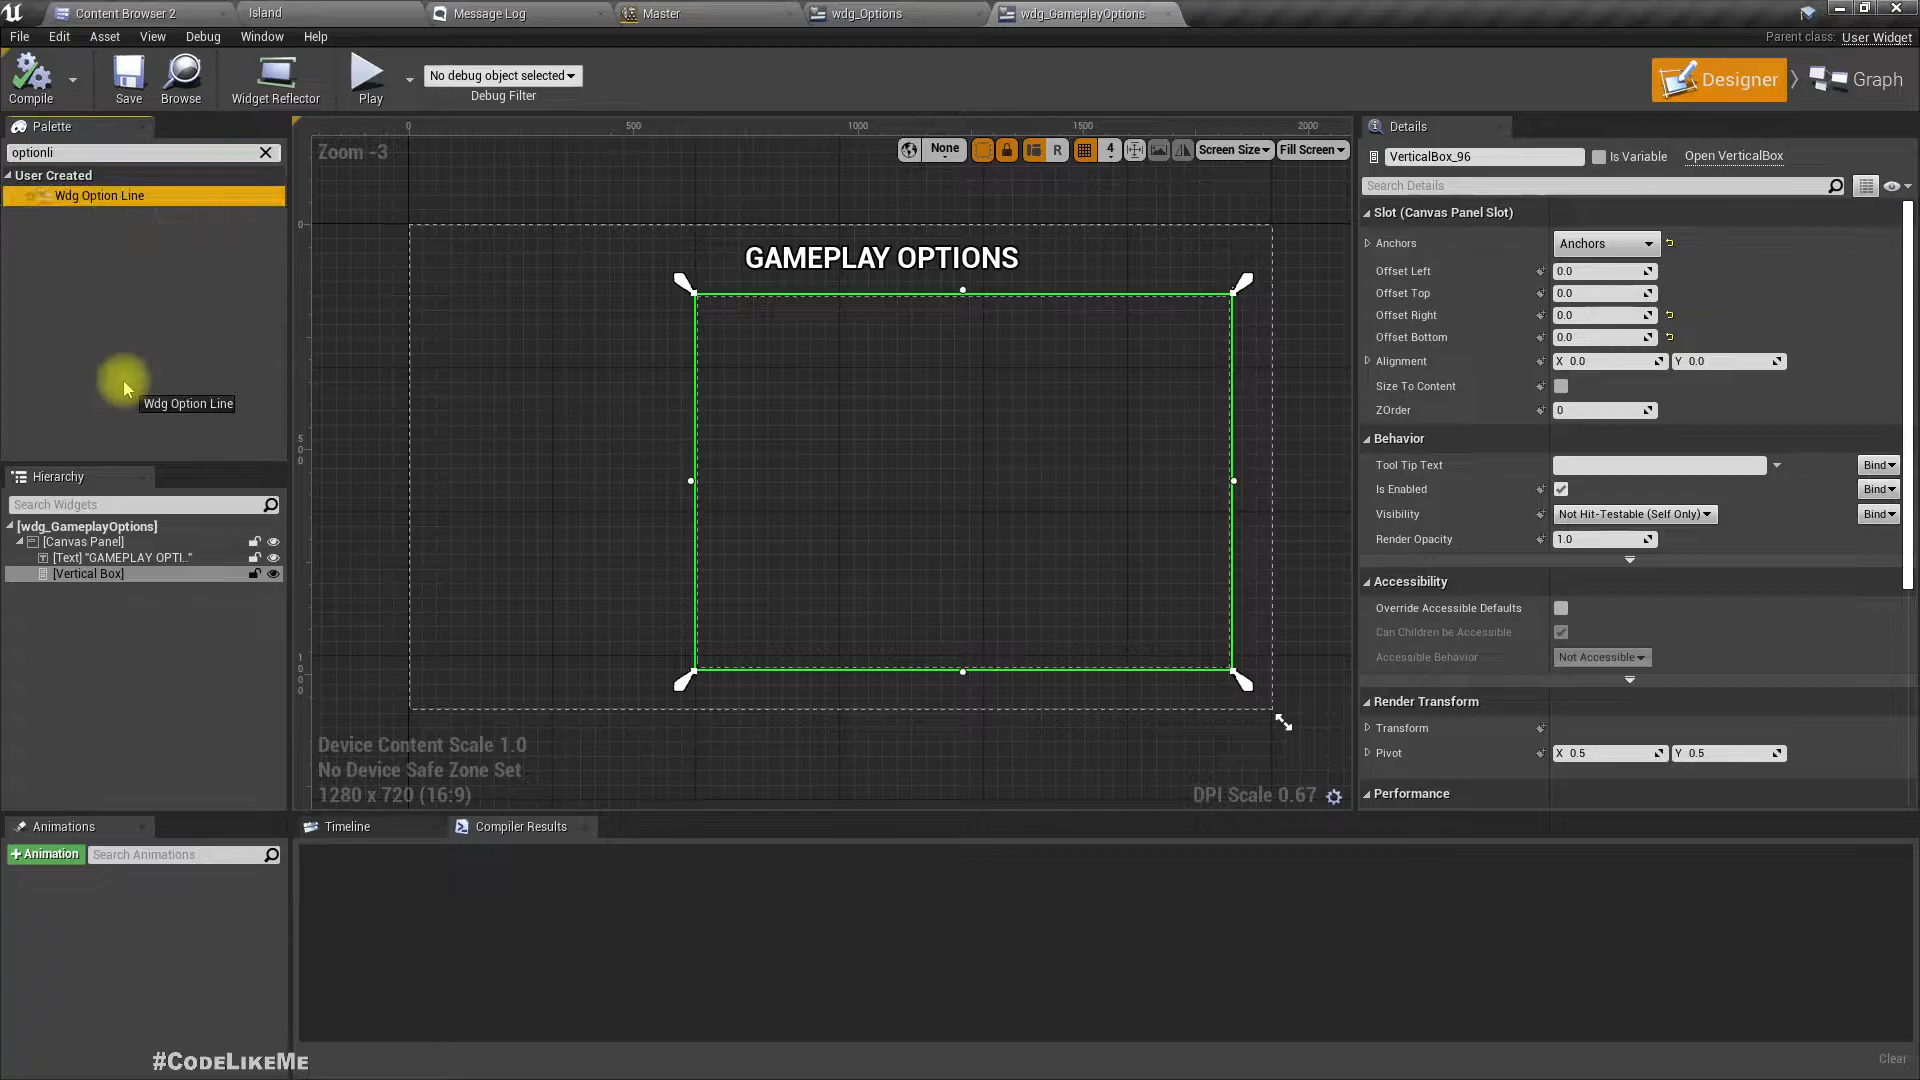 Content Browser 2
Island
Message Log
Master
wdg_Options
wdg_GameplayOptions
File
Edit
Asset
View
Debug
Window
Help
Parent class: User Widget
Compile
Save
Browse
Widget Reflector
Play
No debug object selected
Debug Filter
Designer
Graph
Palette
optionli
User Created
Wdg Option Line
Wdg Option Line
Hierarchy
Search Widgets
[wdg_GameplayOptions]
[Canvas Panel]
[Text] "GAMEPLAY OPTI.."
[Vertical Box]
0
500
1000
1500
2000
Zoom -3
None
R
4
Screen Size
Fill Screen
0
500
1000
GAMEPLAY OPTIONS
Device Content Scale 1.0
No Device Safe Zone Set
1280 x 720 (16:9)
DPI Scale 0.67
Details
VerticalBox_96
Is Variable
Open VerticalBox
Search Details
Slot (Canvas Panel Slot)
Anchors
Anchors
Offset Left
0.0
Offset Top
0.0
Offset Right
0.0
Offset Bottom
0.0
Alignment
X 0.0
Y 0.0
Size To Content
ZOrder
0
Behavior
Tool Tip Text
Bind
Is Enabled
Bind
Visibility
Not Hit-Testable (Self Only)
Bind
Render Opacity
1.0
Accessibility
Override Accessible Defaults
Can Children be Accessible
Accessible Behavior
Not Accessible
Render Transform
Transform
Pivot
X 0.5
Y 0.5
Performance
Animations
Animation
Search Animations
Timeline
Compiler Results
#CodeLikeMe
Clear